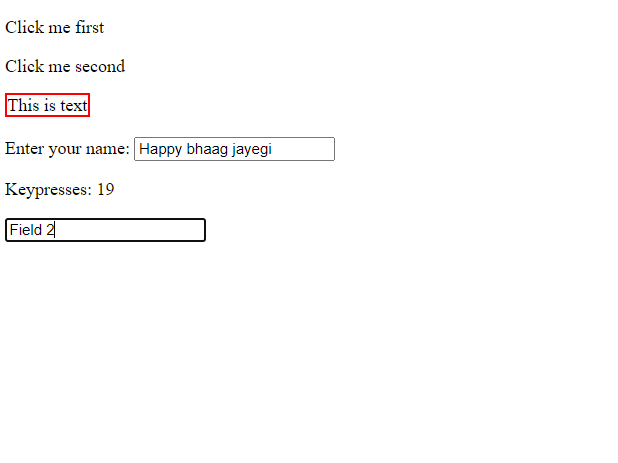 Click me first
Click me second
This is text
Enter your name: Happy bhaag jayegi
Keypresses: 19
Field 2